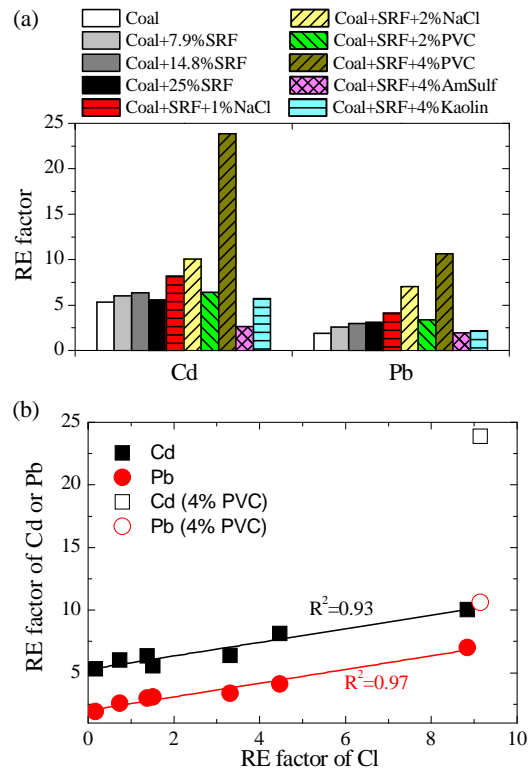 (a)
Coal
Coal+7.9%SRF
Coal+14.8%SRF
Coal+25%SRF
Coal+SRF+1%NaCl
Coal+SRF+2%NaCl
Coal+SRF+2%PVC
Coal+SRF+4%PVC
Coal+SRF+4%AmSulf
Coal+SRF+4%Kaolin
RE factor
25
20
15
10
5
0
Cd
Pb
(b)
RE factor of Cd or Pb
25
20
15
10
5
Cd
Pb
Cd (4% PVC)
Pb (4% PVC)
R²=0.93
R²=0.97
0
2
4
6
8
10
RE factor of Cl